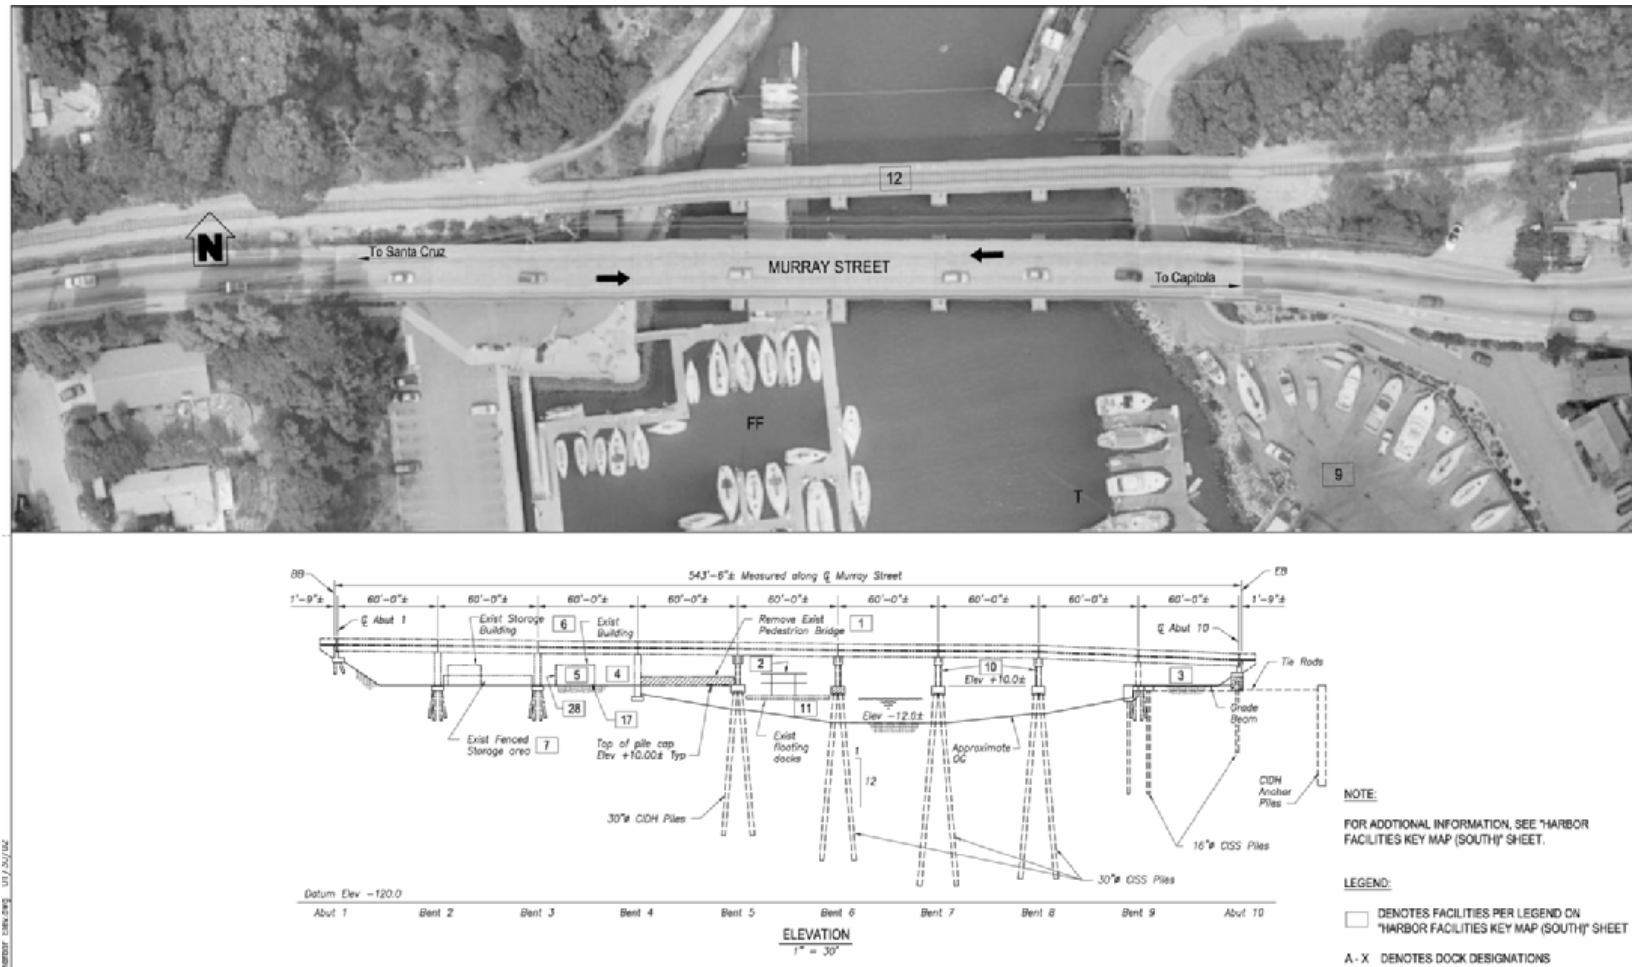 12
N
To Santa Cruz
MURRAY STREET
To Capitola
FF
T
9
BB
543'-6"± Measured along ℄ Murray Street
EB
1'-9"±
60'-0"±
60'-0"±
60'-0"±
60'-0"±
60'-0"±
60'-0"±
60'-0"±
60'-0"±
60'-0"±
1'-9"±
℄ Abut 1
Exist Storage
Building
6
Exist
Building
Remove Exist
Pedestrian Bridge
1
℄ Abut 10
2
10
Elev +10.0±
3
Tie Rods
5
4
28
17
11
Elev -12.0±
Grade
Beam
Exist Fenced
Storage area
7
Top of pile cap
Elev +10.00± Typ
Exist
floating
docks
1
12
Approximate
OG
CIDH
Anchor
Piles
30"ø CIDH Piles
16"ø CISS Piles
30"ø CISS Piles
Datum Elev -120.0
Abut 1
Bent 2
Bent 3
Bent 4
Bent 5
Bent 6
Bent 7
Bent 8
Bent 9
Abut 10
ELEVATION
1" = 30'
NOTE:
FOR ADDTIONAL INFORMATION, SEE "HARBOR
FACILITIES KEY MAP (SOUTH)" SHEET.
LEGEND:
DENOTES FACILITIES PER LEGEND ON
"HARBOR FACILITIES KEY MAP (SOUTH)" SHEET
A - X DENOTES DOCK DESIGNATIONS